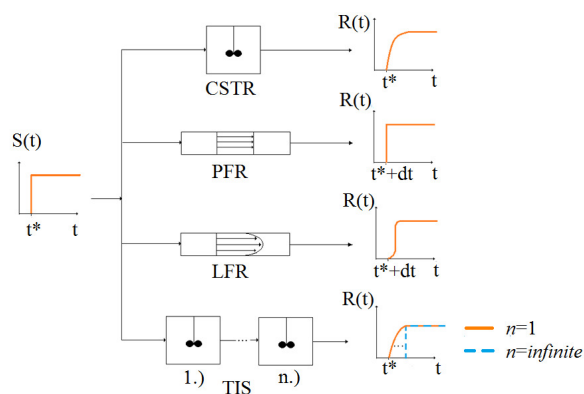 R(t)
t*
t
CSTR
R(t)
t*+dt
t
PFR
S(t)
t*
t
R(t)
t*+dt
t
LFR
R(t)
t*
t
n=1
n=infinite
...
1.)
TIS
n.)